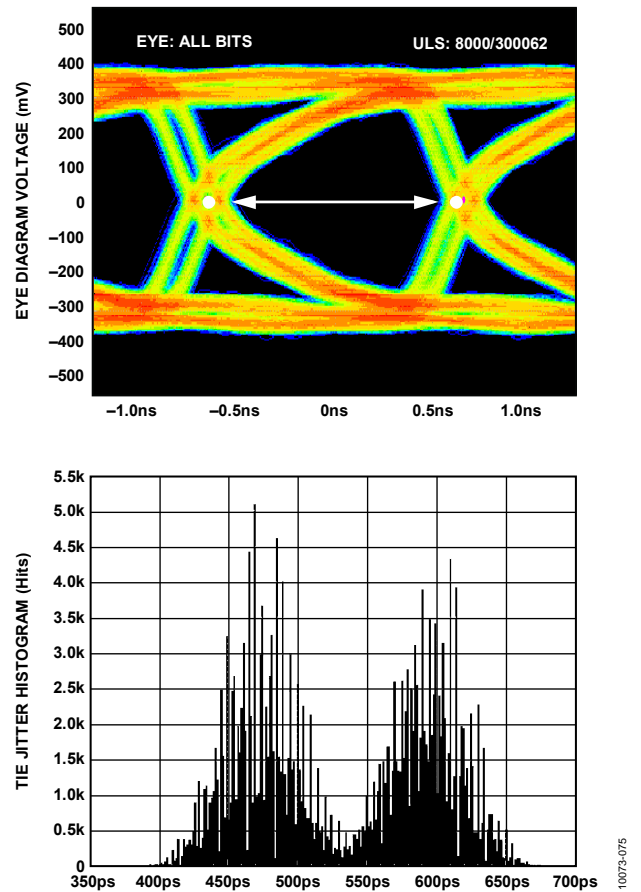 EYE: ALL BITS
ULS: 8000/300062
EYE DIAGRAM VOLTAGE (mV)
500
400
300
200
100
0
–100
–200
–300
–400
–500
–1.0ns –0.5ns 0ns 0.5ns 1.0ns
TIE JITTER HISTOGRAM (Hits)
5.5k
5.0k
4.5k
4.0k
3.5k
3.0k
2.5k
2.0k
1.5k
1.0k
0.5k
0
350ps 400ps 450ps 500ps 550ps 600ps 650ps 700ps
10073-075